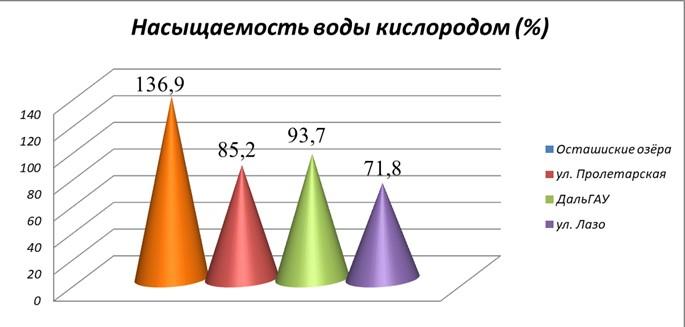 Насыщаемость воды кислородом (%)
136,9
85,2
93,7
71,8
140
120
100
80
60
40
20
0
Осташиские озёра
ул. Пролетарская
ДальГАУ
ул. Лазо